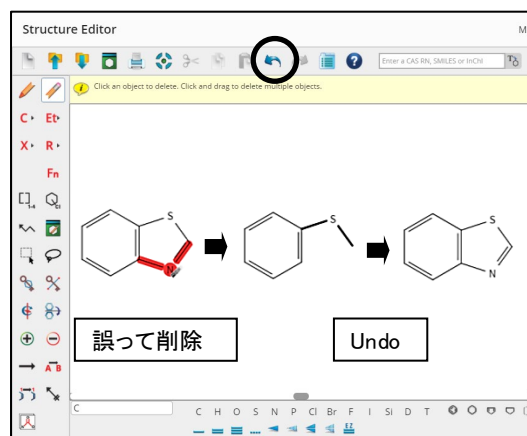 Structure Editor M
Enter a CAS RN, SMILES or InChI
Click an object to delete. Click and drag to delete multiple objects.
C Et
X R
Fn
S
N
S
S
N
誤って削除
Undo
A B
C
C H O S N P Cl Br F I Si D T
EZ